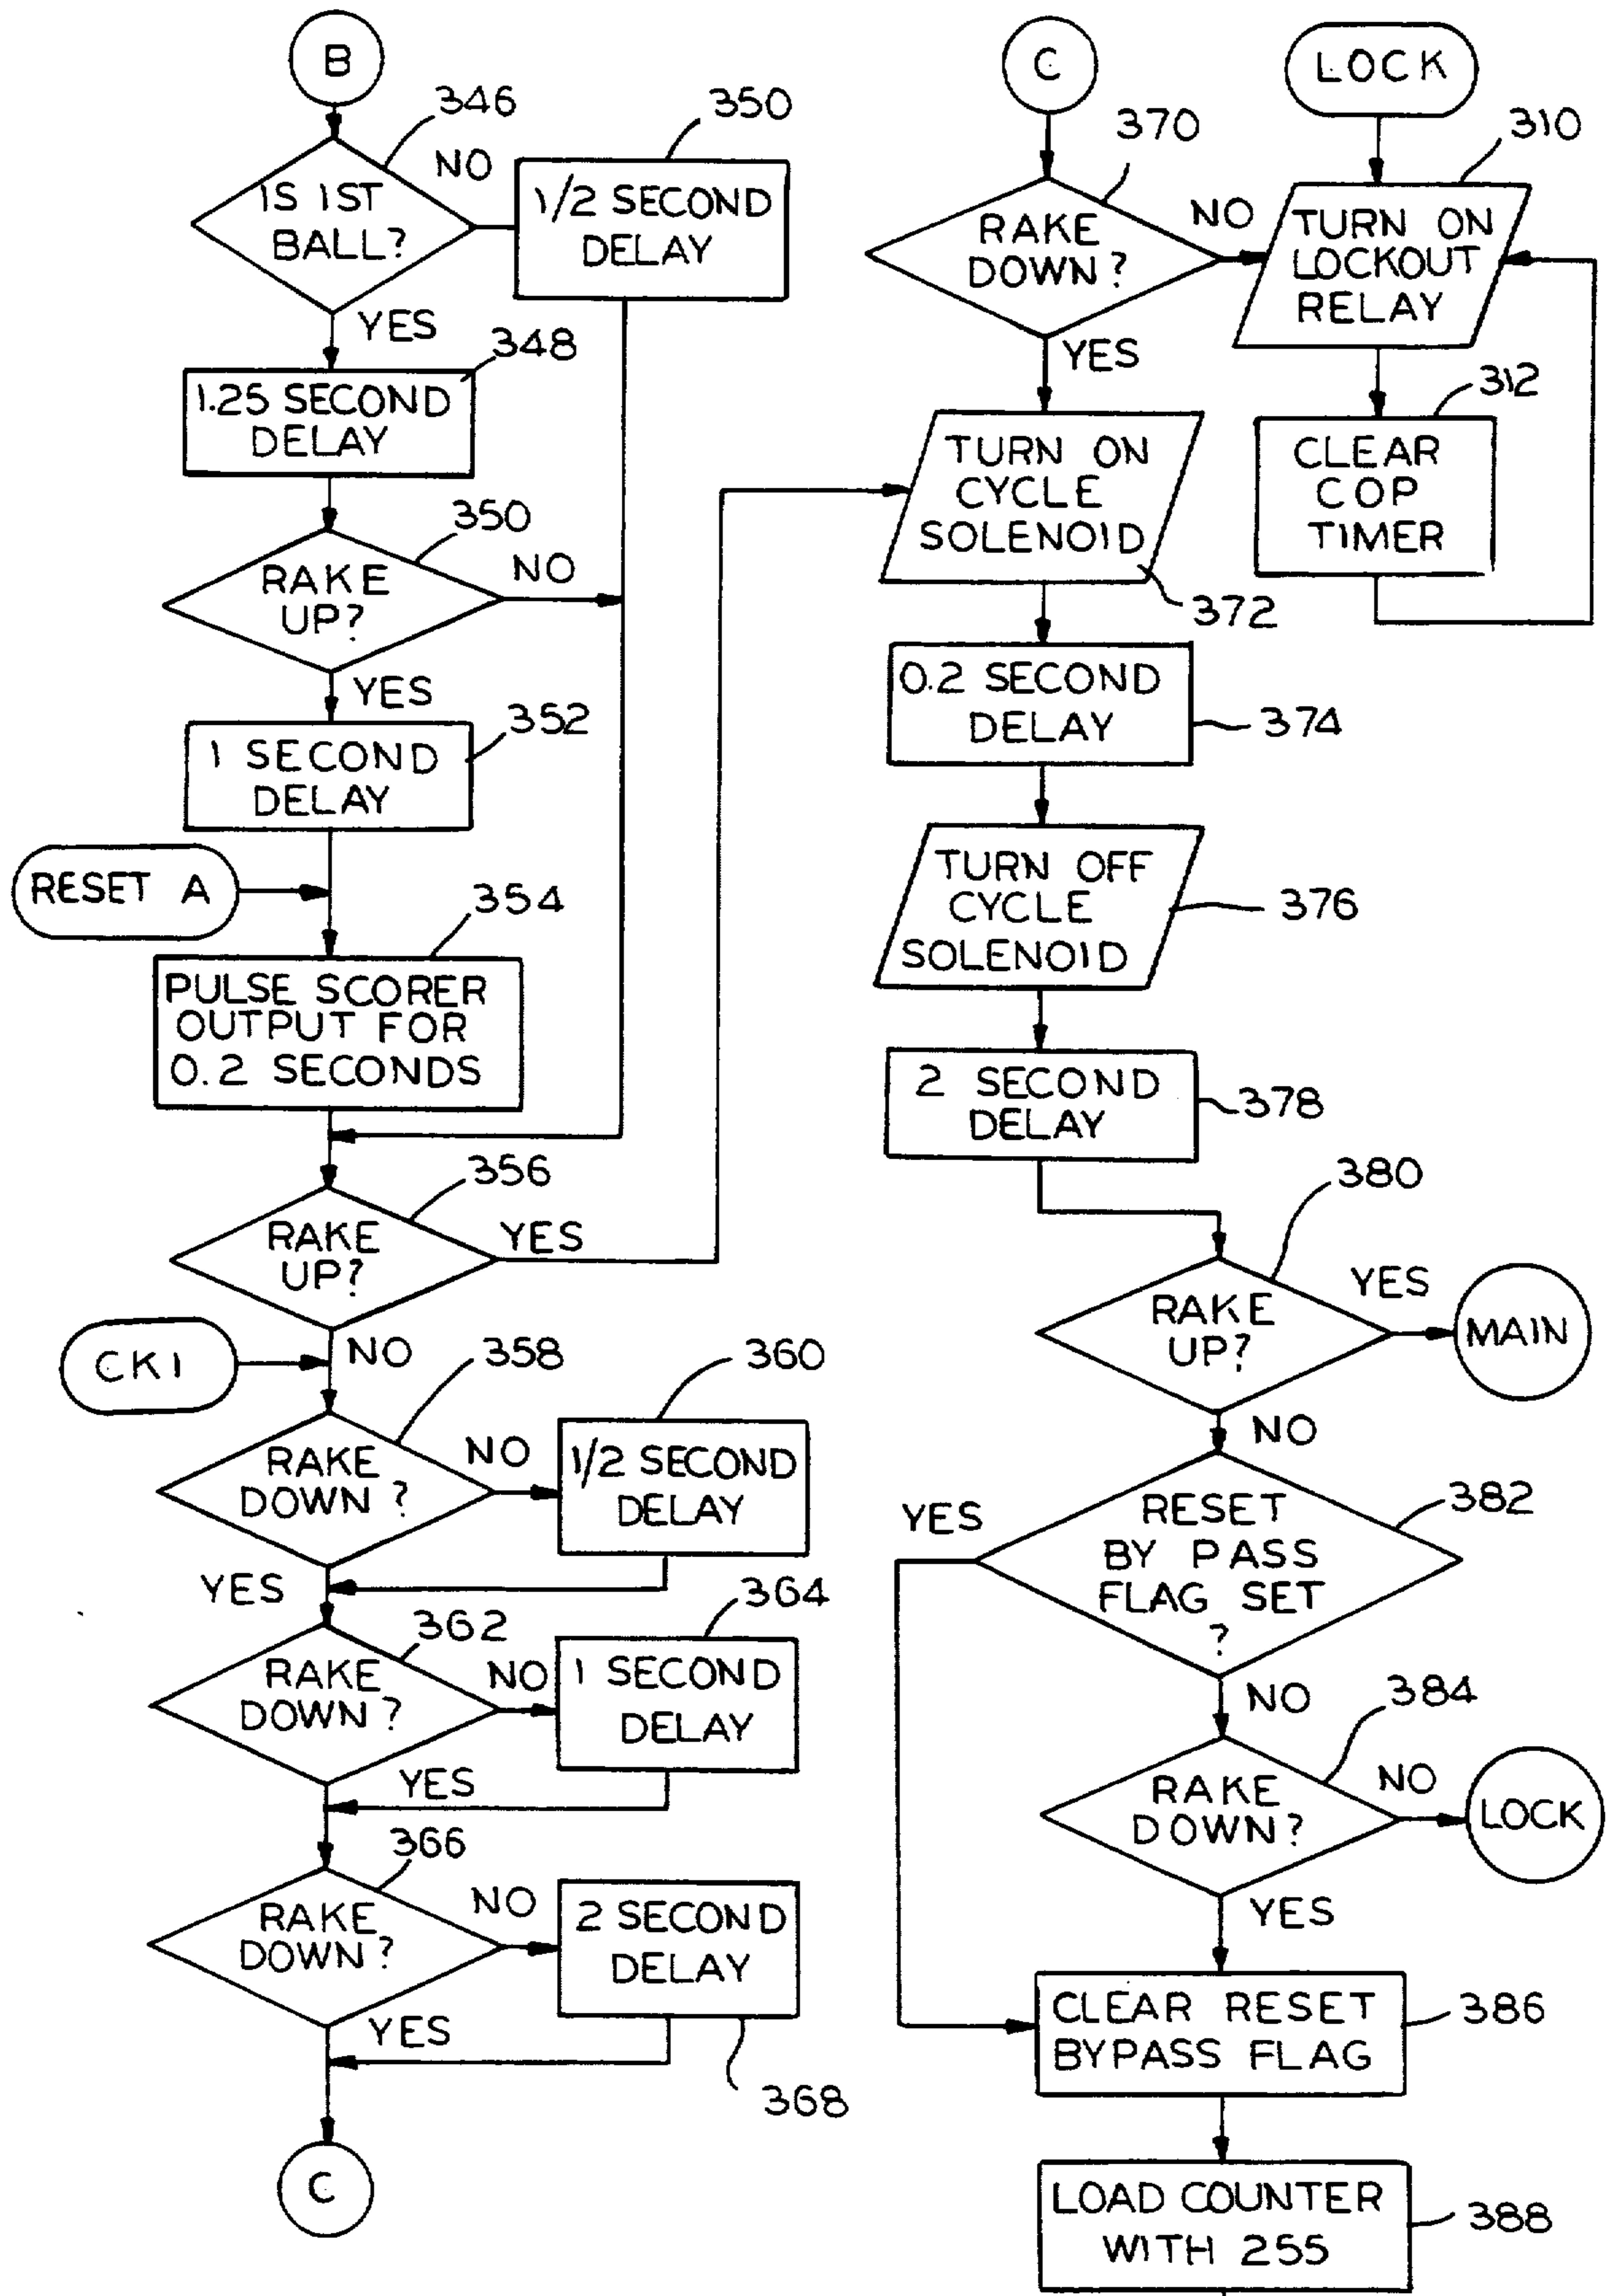 B
346
IS 1ST
BALL?
NO
350
1/2 SECOND
DELAY
YES
348
1.25 SECOND
DELAY
350
RAKE
UP?
NO
YES
352
1 SECOND
DELAY
RESET A
354
PULSE SCORER
OUTPUT FOR
0.2 SECONDS
356
RAKE
UP?
YES
CK1
NO
358
RAKE
DOWN?
NO
360
1/2 SECOND
DELAY
YES
362
RAKE
DOWN?
NO
364
1 SECOND
DELAY
YES
366
RAKE
DOWN?
NO
2 SECOND
DELAY
368
YES
C
C
370
RAKE
DOWN?
NO
YES
LOCK
310
TURN ON
LOCKOUT
RELAY
312
CLEAR
COP
TIMER
TURN ON
CYCLE
SOLENOID
372
0.2 SECOND
DELAY
374
TURN OFF
CYCLE
SOLENOID
376
2 SECOND
DELAY
378
380
RAKE
UP?
YES
MAIN
NO
382
RESET
BY PASS
FLAG SET
?
YES
NO
384
RAKE
DOWN?
NO
LOCK
YES
CLEAR RESET
BYPASS FLAG
386
LOAD COUNTER
WITH 255
388